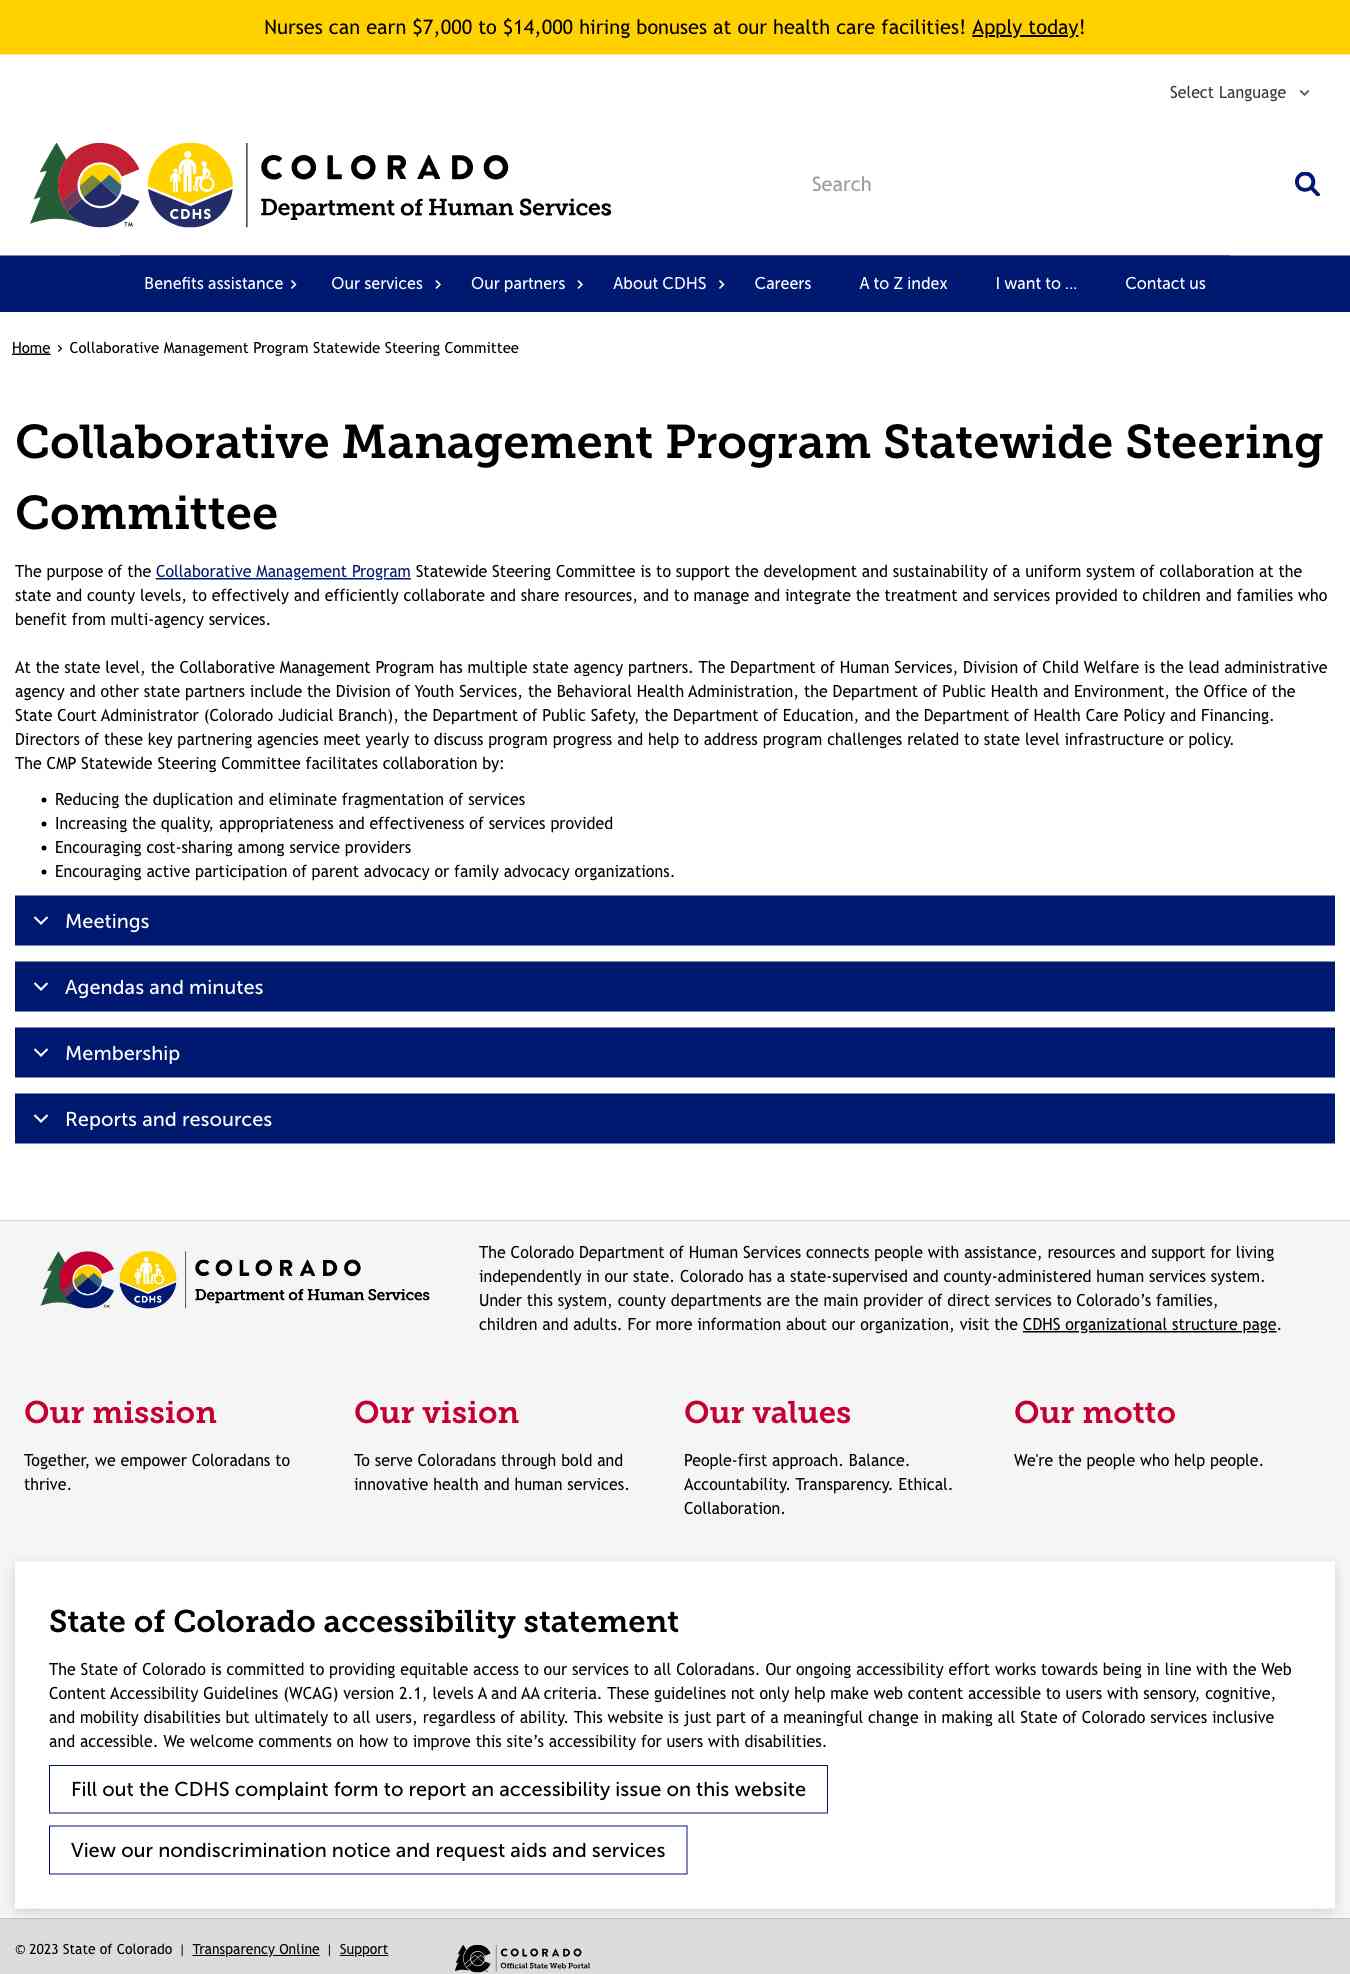 Nurses can earn $7,000 to $14,000 hiring bonuses at our health care facilities! Apply today!
Select Language
COLORADO
Department of Human Services
CDHS
TM
Search
Benefits assistance
Our services
Our partners
About CDHS
Careers
A to Z index
I want to ...
Contact us
Home › Collaborative Management Program Statewide Steering Committee
Collaborative Management Program Statewide Steering
Committee
The purpose of the Collaborative Management Program Statewide Steering Committee is to support the development and sustainability of a uniform system of collaboration at the
state and county levels, to effectively and efficiently collaborate and share resources, and to manage and integrate the treatment and services provided to children and families who
benefit from multi-agency services.
At the state level, the Collaborative Management Program has multiple state agency partners. The Department of Human Services, Division of Child Welfare is the lead administrative
agency and other state partners include the Division of Youth Services, the Behavioral Health Administration, the Department of Public Health and Environment, the Office of the
State Court Administrator (Colorado Judicial Branch), the Department of Public Safety, the Department of Education, and the Department of Health Care Policy and Financing.
Directors of these key partnering agencies meet yearly to discuss program progress and help to address program challenges related to state level infrastructure or policy.
The CMP Statewide Steering Committee facilitates collaboration by:
• Reducing the duplication and eliminate fragmentation of services
• Increasing the quality, appropriateness and effectiveness of services provided
• Encouraging cost-sharing among service providers
• Encouraging active participation of parent advocacy or family advocacy organizations.
Meetings
Agendas and minutes
Membership
Reports and resources
COLORADO
Department of Human Services
CDHS
TM
The Colorado Department of Human Services connects people with assistance, resources and support for living
independently in our state. Colorado has a state-supervised and county-administered human services system.
Under this system, county departments are the main provider of direct services to Colorado’s families,
children and adults. For more information about our organization, visit the CDHS organizational structure page.
Our mission
Together, we empower Coloradans to
thrive.
Our vision
To serve Coloradans through bold and
innovative health and human services.
Our values
People-first approach. Balance.
Accountability. Transparency. Ethical.
Collaboration.
Our motto
We're the people who help people.
State of Colorado accessibility statement
The State of Colorado is committed to providing equitable access to our services to all Coloradans. Our ongoing accessibility effort works towards being in line with the Web
Content Accessibility Guidelines (WCAG) version 2.1, levels A and AA criteria. These guidelines not only help make web content accessible to users with sensory, cognitive,
and mobility disabilities but ultimately to all users, regardless of ability. This website is just part of a meaningful change in making all State of Colorado services inclusive
and accessible. We welcome comments on how to improve this site’s accessibility for users with disabilities.
Fill out the CDHS complaint form to report an accessibility issue on this website
View our nondiscrimination notice and request aids and services
© 2023 State of Colorado | Transparency Online | Support
COLORADO
Official State Web Portal